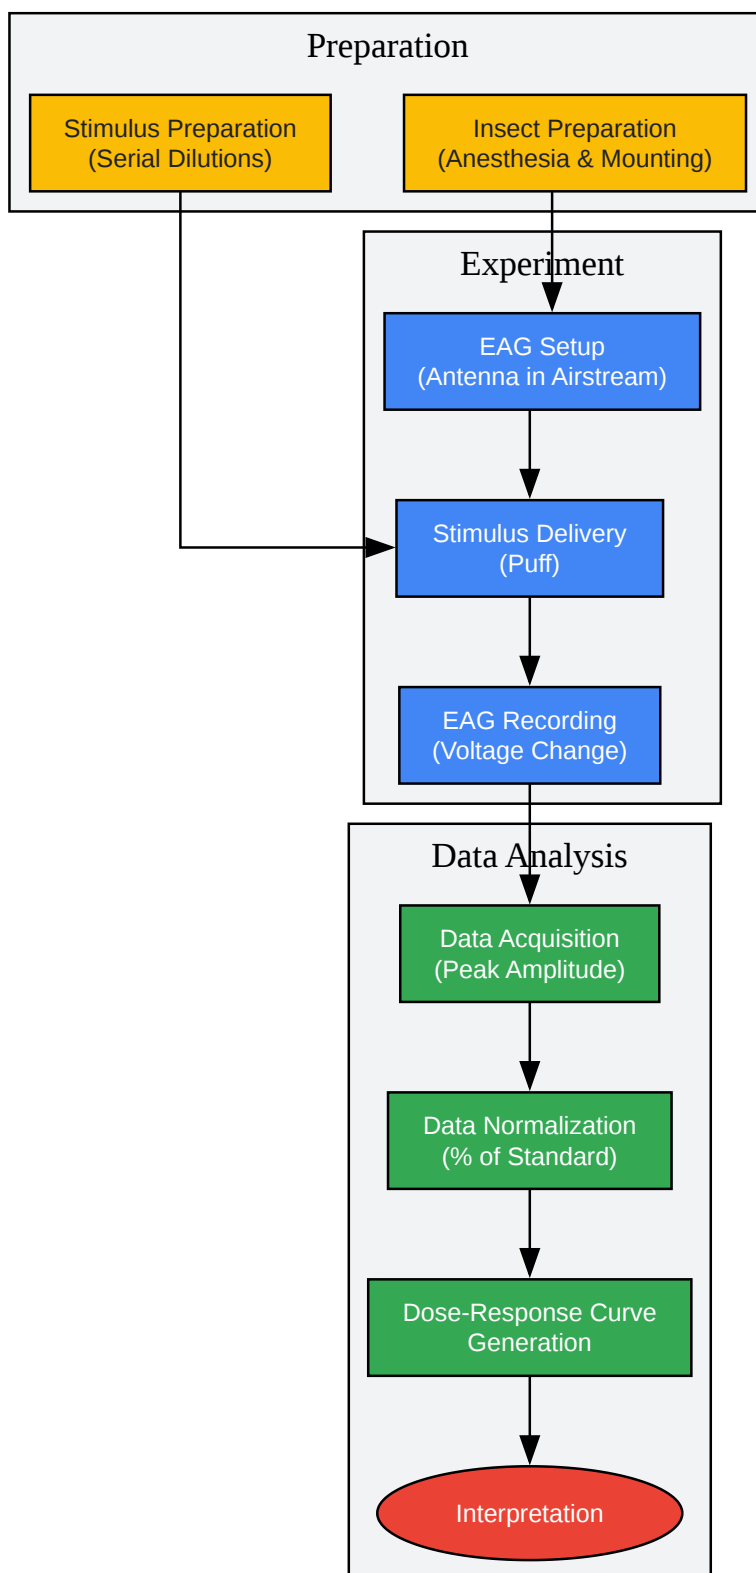 Preparation
Stimulus Preparation
(Serial Dilutions)
Insect Preparation
(Anesthesia & Mounting)
Experiment
EAG Setup
(Antenna in Airstream)
Stimulus Delivery
(Puff)
EAG Recording
(Voltage Change)
Data Analysis
Data Acquisition
(Peak Amplitude)
Data Normalization
(% of Standard)
Dose-Response Curve
Generation
Interpretation